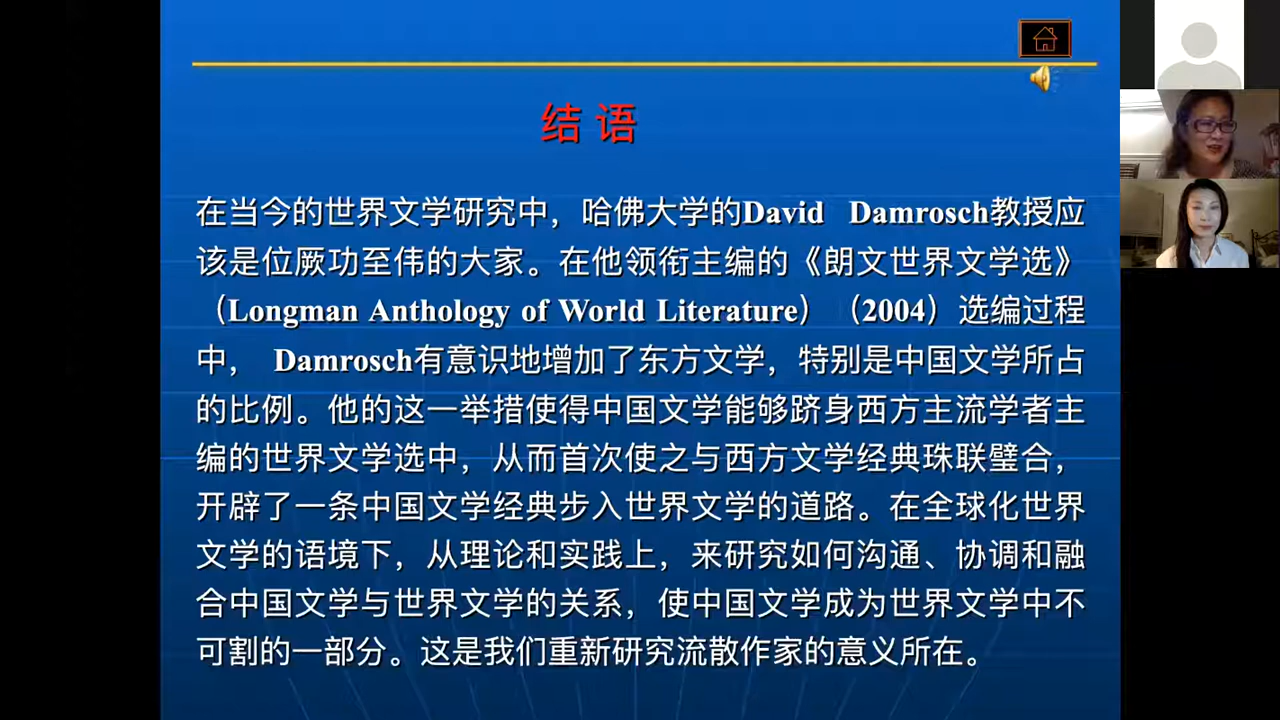 结 语
在当今的世界文学研究中，哈佛大学的David Damrosch教授应
该是位厥功至伟的大家。在他领衔主编的《朗文世界文学选》
（Longman Anthology of World Literature）（2004）选编过程
中， Damrosch有意识地增加了东方文学，特别是中国文学所占
的比例。他的这一举措使得中国文学能够跻身西方主流学者主
编的世界文学选中，从而首次使之与西方文学经典珠联璧合，
开辟了一条中国文学经典步入世界文学的道路。在全球化世界
文学的语境下，从理论和实践上，来研究如何沟通、协调和融
合中国文学与世界文学的关系，使中国文学成为世界文学中不
可割的一部分。这是我们重新研究流散作家的意义所在。